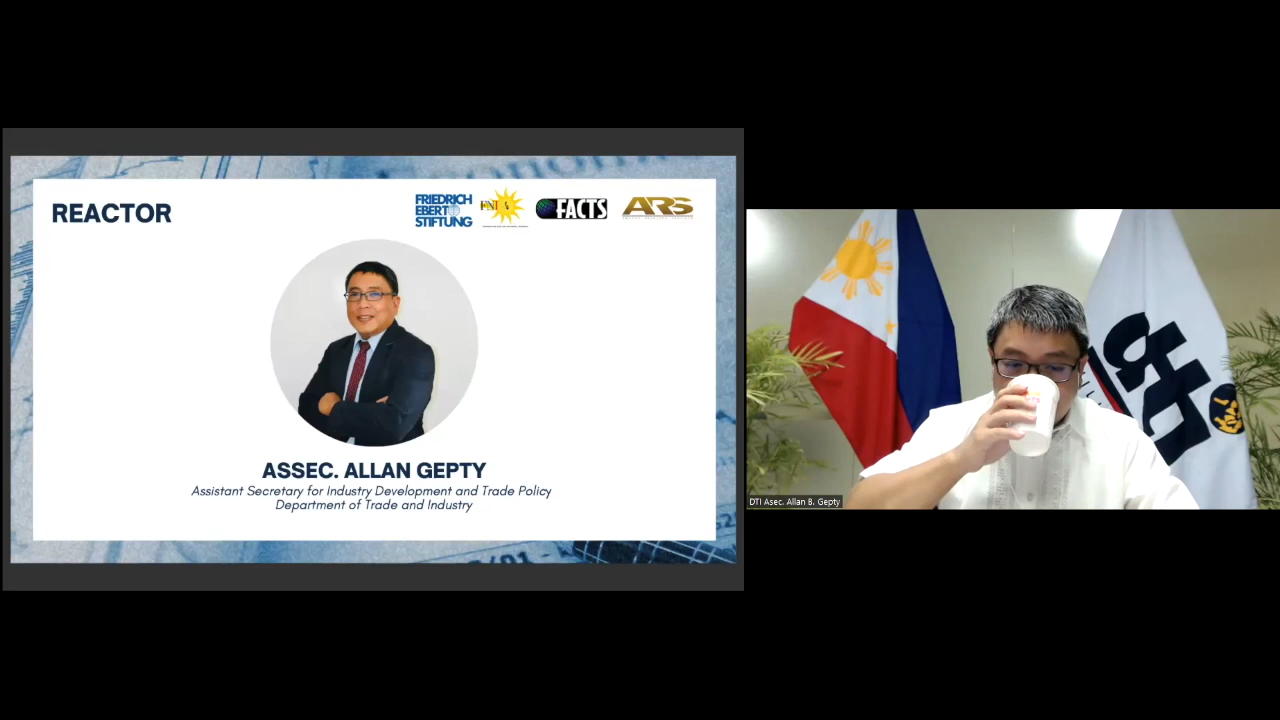 REACTOR
FRIEDRICH
EBERT
STIFTUNG
FACTS
ARS
ASSEC. ALLAN GEPTY
Assistant Secretary for Industry Development and Trade Policy
Department of Trade and Industry
dti
DTI Asec. Allan B. Gepty